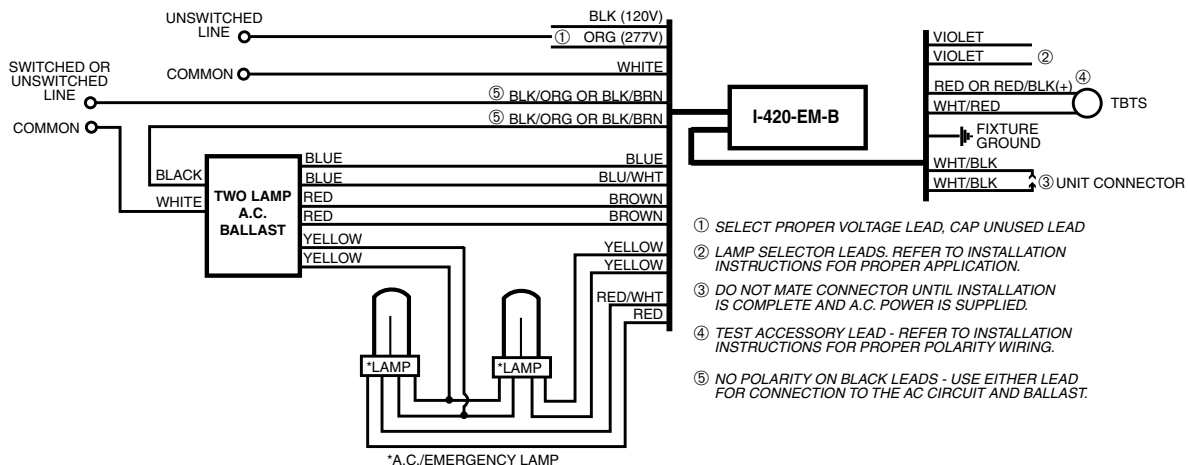 UNSWITCHED
LINE
BLK (120V)
① ORG (277V)
COMMON
WHITE
SWITCHED OR
UNSWITCHED
LINE
⑤ BLK/ORG OR BLK/BRN
COMMON
⑤ BLK/ORG OR BLK/BRN
BLACK
WHITE
TWO LAMP
A.C.
BALLAST
BLUE
BLUE
BLUE
BLU/WHT
RED
BROWN
RED
BROWN
YELLOW
YELLOW
YELLOW
YELLOW
RED/WHT
RED
*LAMP
*LAMP
*A.C./EMERGENCY LAMP
I-420-EM-B
VIOLET
VIOLET
②
RED OR RED/BLK(+)
④
WHT/RED
TBTS
FIXTURE
GROUND
WHT/BLK
WHT/BLK
③ UNIT CONNECTOR
① SELECT PROPER VOLTAGE LEAD, CAP UNUSED LEAD
② LAMP SELECTOR LEADS. REFER TO INSTALLATION
INSTRUCTIONS FOR PROPER APPLICATION.
③ DO NOT MATE CONNECTOR UNTIL INSTALLATION
IS COMPLETE AND A.C. POWER IS SUPPLIED.
④ TEST ACCESSORY LEAD - REFER TO INSTALLATION
INSTRUCTIONS FOR PROPER POLARITY WIRING.
⑤ NO POLARITY ON BLACK LEADS - USE EITHER LEAD
FOR CONNECTION TO THE AC CIRCUIT AND BALLAST.